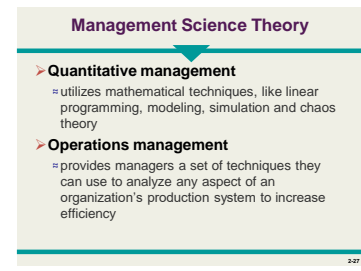 Management Science Theory
➢Quantitative management
≈utilizes mathematical techniques, like linear
programming, modeling, simulation and chaos
theory
➢Operations management
≈provides managers a set of techniques they
can use to analyze any aspect of an
organization's production system to increase
efficiency
2-27